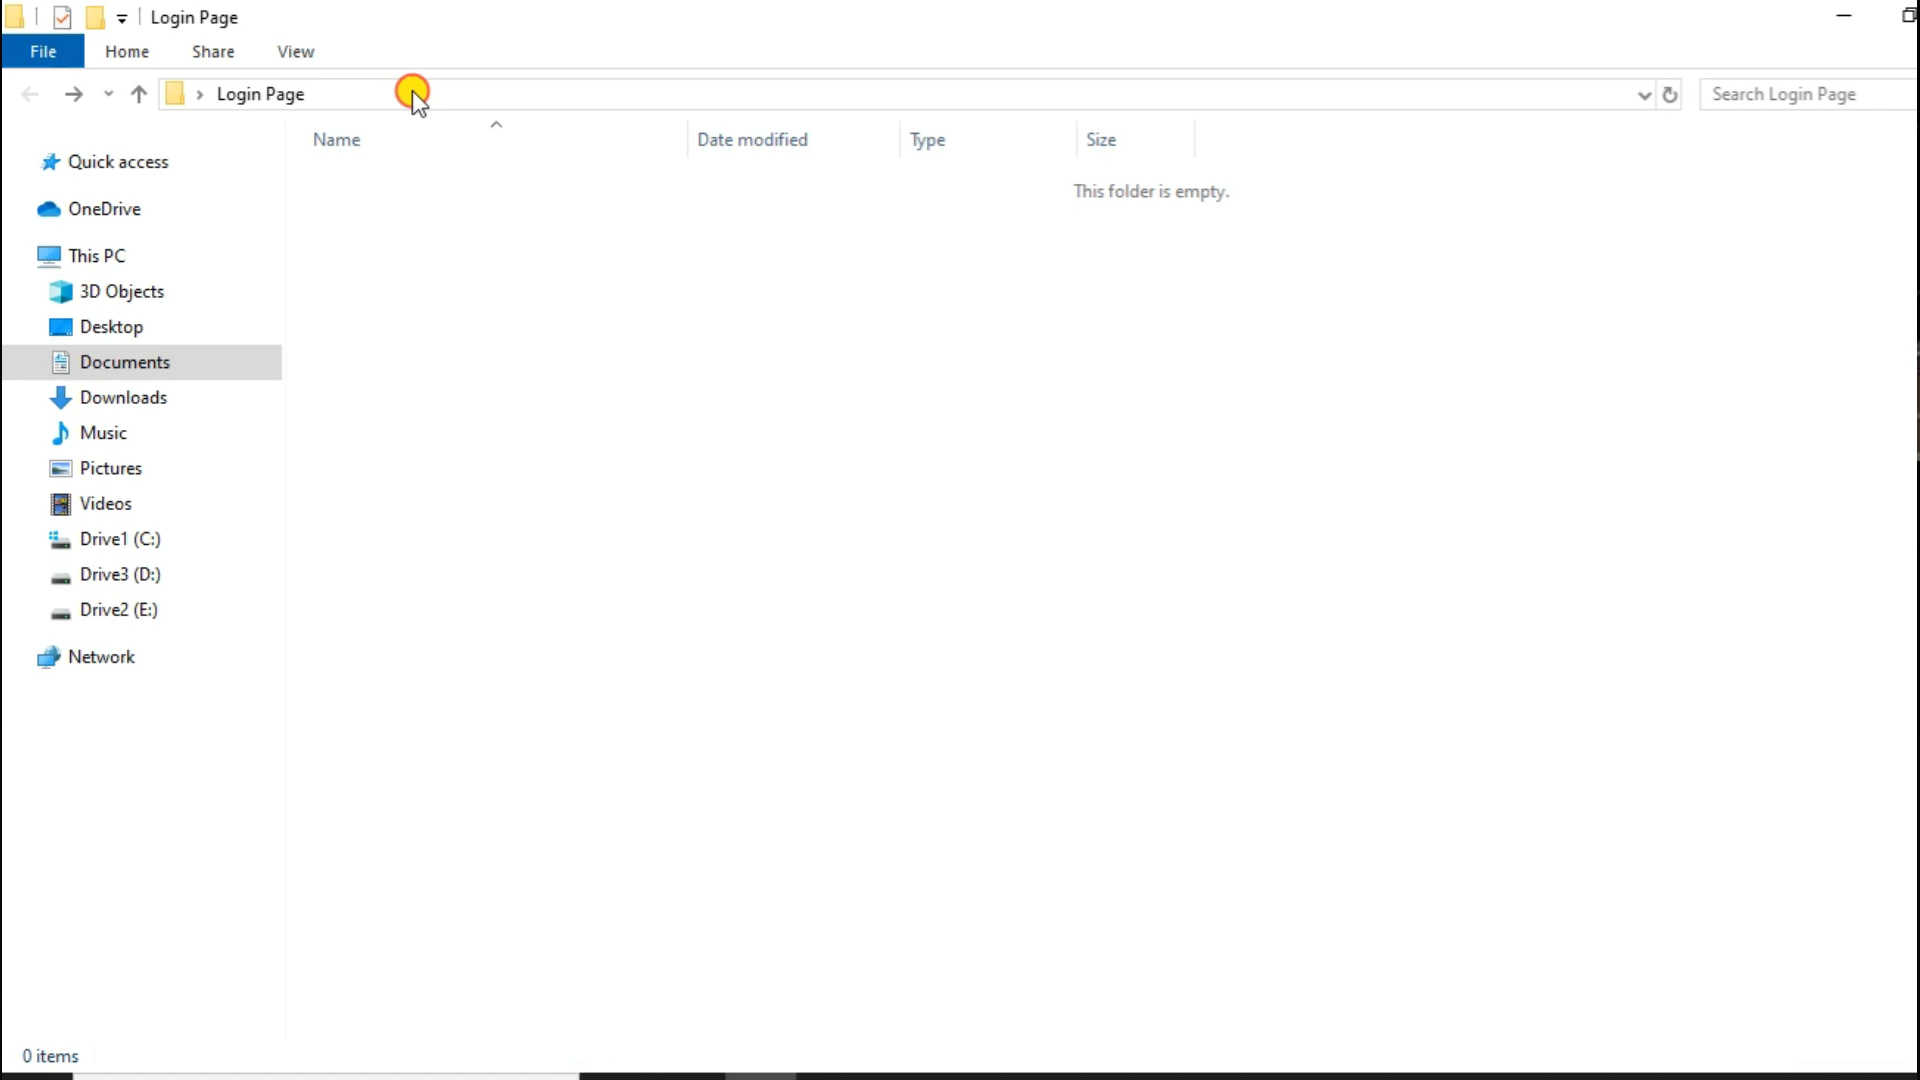 Login Page
File Home Share View
Login Page
Search Login Page
Name Date modified Type Size
This folder is empty.
Quick access
OneDrive
This PC
3D Objects
Desktop
Documents
Downloads
Music
Pictures
Videos
Drive1 (C:)
Drive3 (D:)
Drive2 (E:)
Network
0 items